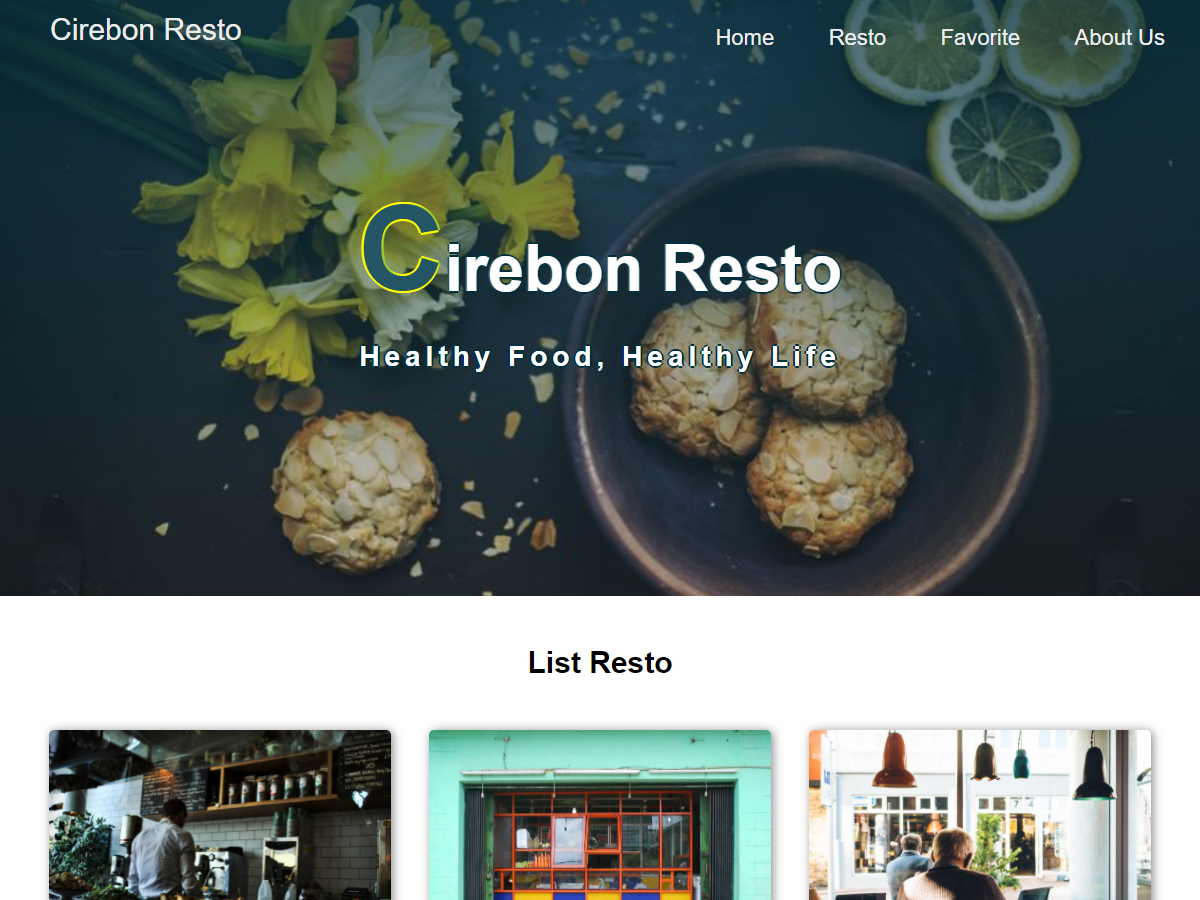 Cirebon Resto
Home Resto Favorite About Us
Cirebon Resto
Healthy Food, Healthy Life
List Resto